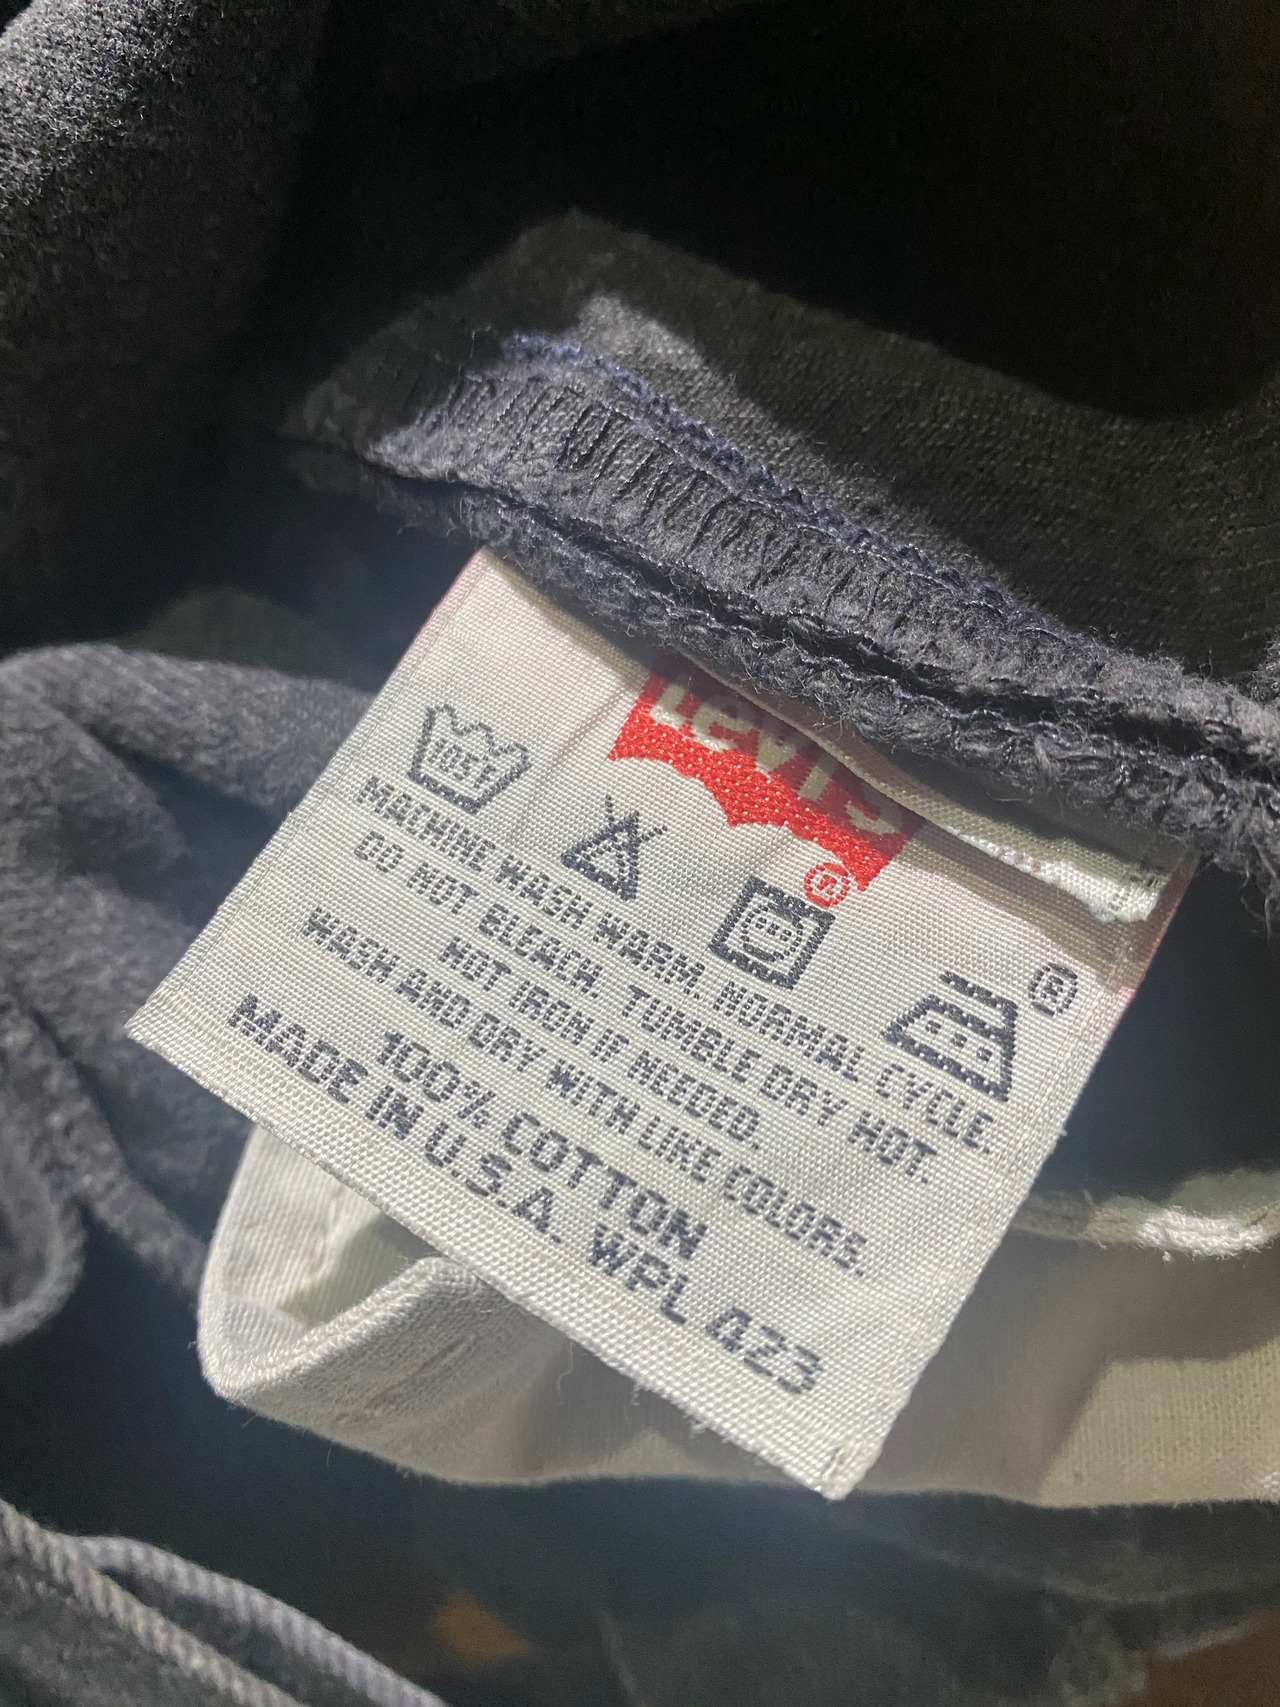 Levi's
®
105°F
®
MACHINE WASH WARM. NORMAL CYCLE.
DO NOT BLEACH. TUMBLE DRY HOT.
HOT IRON IF NEEDED.
WASH AND DRY WITH LIKE COLORS.
100% COTTON
MADE IN U.S.A. WPL 423